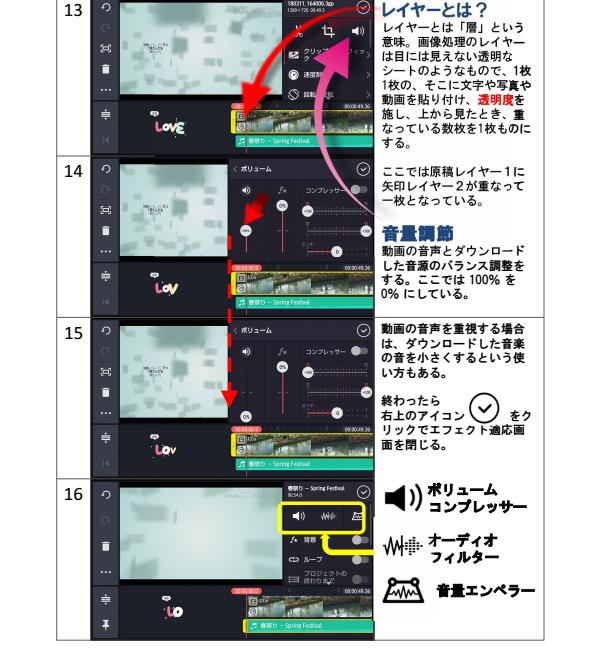 13
180311_164000.3gp
1280×720 00:49.3
クリップ
速度制
00:00:49.36
春祭り – Spring Festival
LOVE
レイヤーとは？
レイヤーとは「層」という
意味。画像処理のレイヤー
は目には見えない透明な
シートのようなもので、1枚
1枚の、そこに文字や写真や
動画を貼り付け、透明度を
施し、上から見たとき、重
なっている数枚を1枚ものに
する。
ここでは原稿レイヤー１に
矢印レイヤー２が重なって
一枚となっている。
14
ボリューム
コンプレッサー
100%
0%
0
00:00:00.0
00:00:49.36
春祭り – Spring Festival
LOV
音量調節
動画の音声とダウンロード
した音源のバランス調整を
する。ここでは 100% を
0% にしている。
15
ボリューム
コンプレッサー
0%
0%
0
00:00:00.0
00:00:49.36
春祭り – Spring Festival
LOV
動画の音声を重視する場合
は、ダウンロードした音楽
の音を小さくするという使
い方もある。
終わったら
右上のアイコン をク
リックでエフェクト適応画
面を閉じる。
16
春祭り – Spring Festival
00:54.0
背景
ループ
プロジェクトの
終わりまで
00:00:00.0
00:00:49.36
春祭り – Spring Festival
LO
ボリューム
コンプレッサー
オーディオ
フィルター
音量エンペラー